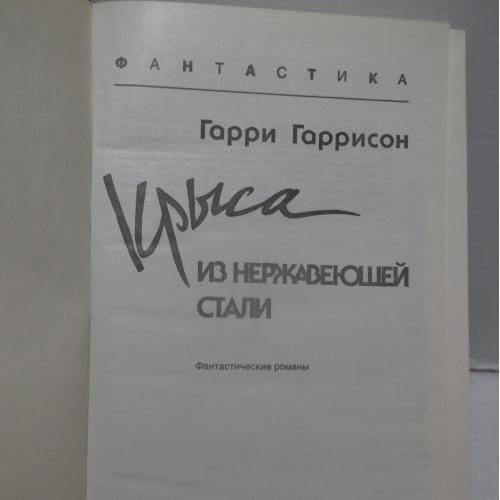 ФАНТАСТИКА
Гарри Гаррисон
Крыса
ИЗ НЕРЖАВЕЮЩЕЙ
СТАЛИ
Фантастические романы